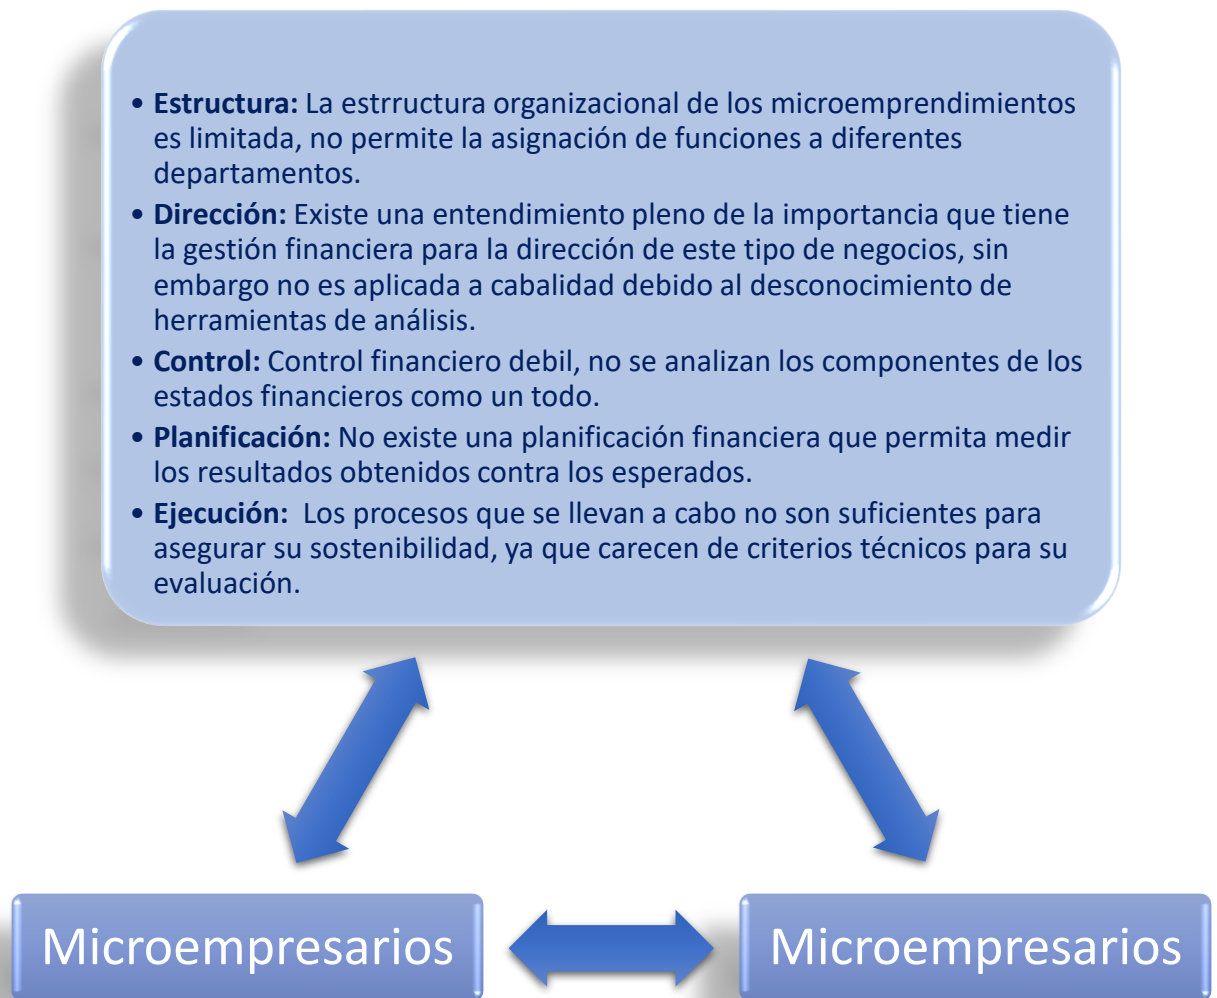 • Estructura: La estrructura organizacional de los microemprendimientos
es limitada, no permite la asignación de funciones a diferentes
departamentos.
• Dirección: Existe una entendimiento pleno de la importancia que tiene
la gestión financiera para la dirección de este tipo de negocios, sin
embargo no es aplicada a cabalidad debido al desconocimiento de
herramientas de análisis.
• Control: Control financiero debil, no se analizan los componentes de los
estados financieros como un todo.
• Planificación: No existe una planificación financiera que permita medir
los resultados obtenidos contra los esperados.
• Ejecución: Los procesos que se llevan a cabo no son suficientes para
asegurar su sostenibilidad, ya que carecen de criterios técnicos para su
evaluación.
Microempresarios
Microempresarios